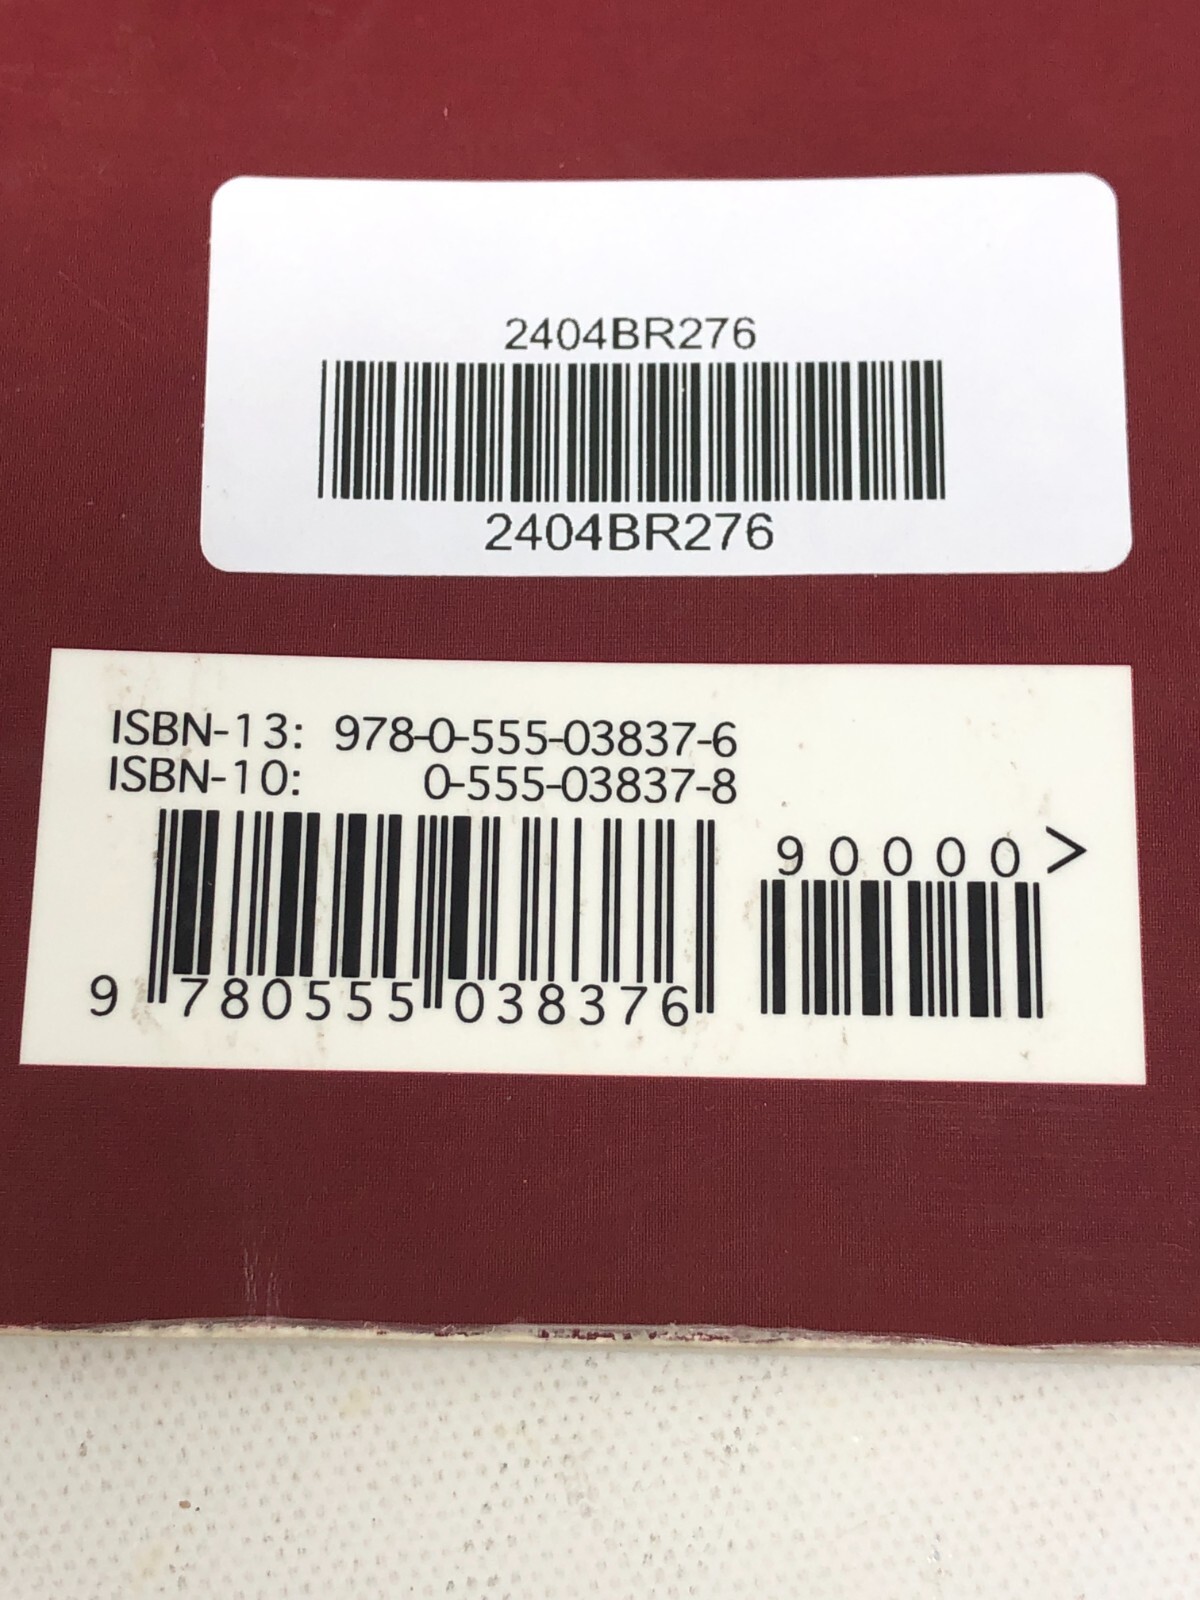 2404BR276
2404BR276
ISBN-13: 978-0-555-03837-6
ISBN-10: 0-555-03837-8
90000>
9 780555 038376